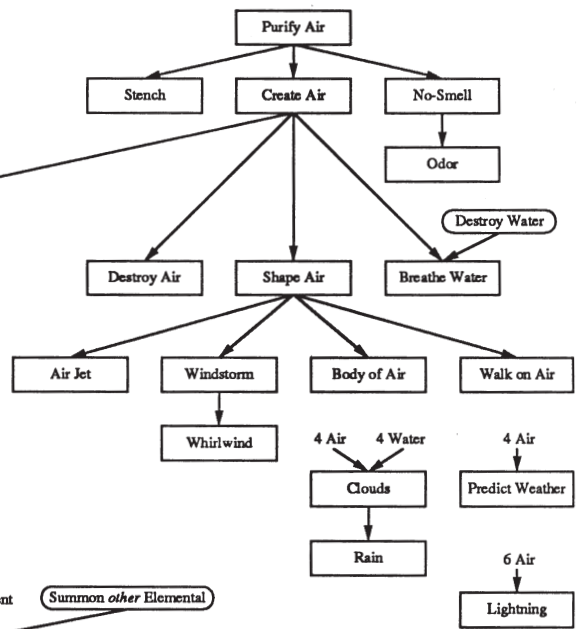 Purify Air
Stench
Create Air
No-Smell
Odor
Destroy Water
Destroy Air
Shape Air
Breathe Water
Air Jet
Windstorm
Body of Air
Walk on Air
Whirlwind
4 Air
4 Water
4 Air
Clouds
Predict Weather
Rain
6 Air
Summon other Elemental
Lightning